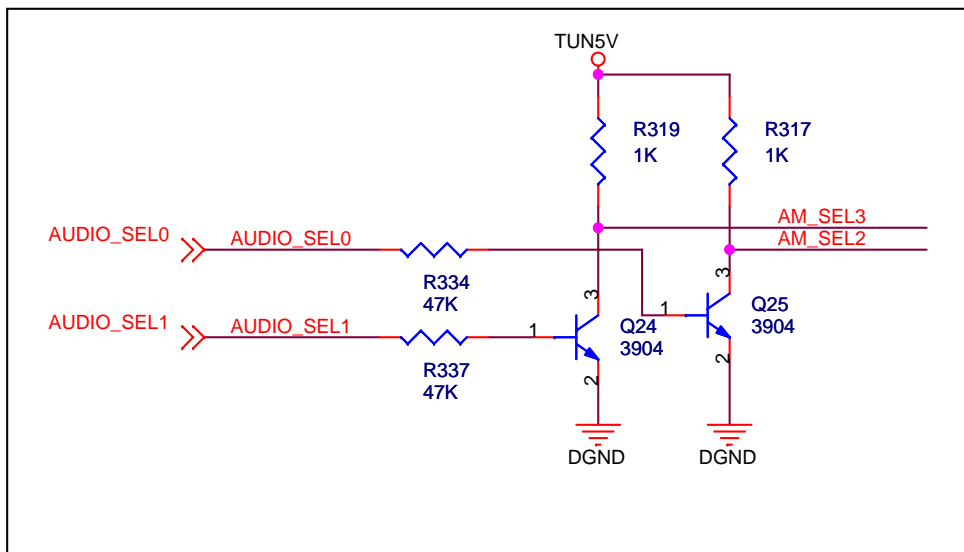 TUN5V
R319
1K
R317
1K
AM_SEL3
AUDIO_SEL0
AUDIO_SEL0
AM_SEL2
R334
47K
3
3
1
Q25
3904
AUDIO_SEL1
AUDIO_SEL1
1
Q24
3904
R337
47K
2
2
DGND
DGND